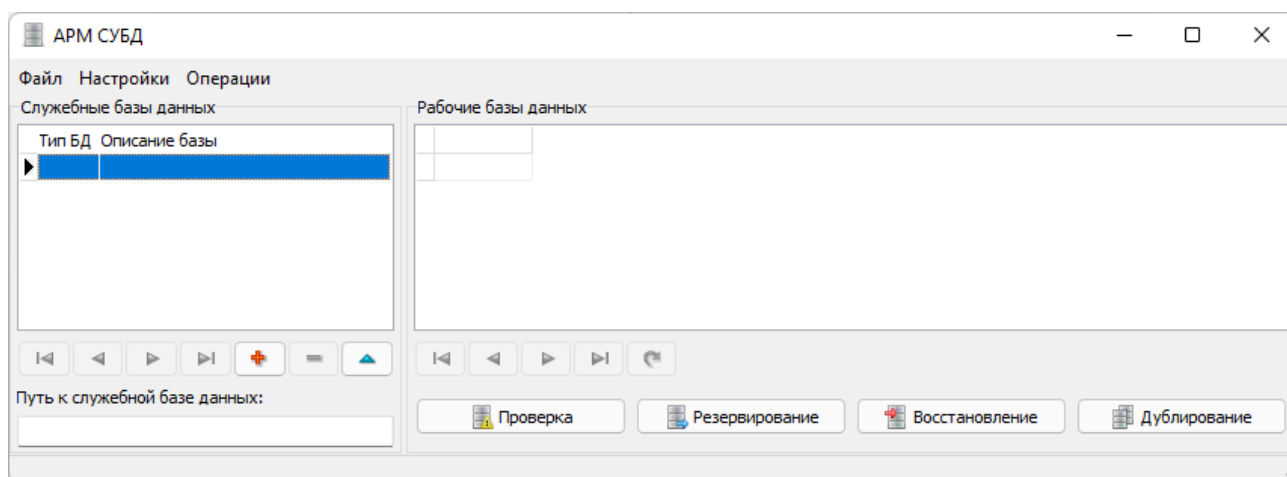 АРМ СУБД
Файл Настройки Операции
Служебные базы данных
Рабочие базы данных
Тип БД Описание базы
Путь к служебной базе данных:
Проверка Резервирование Восстановление Дублирование